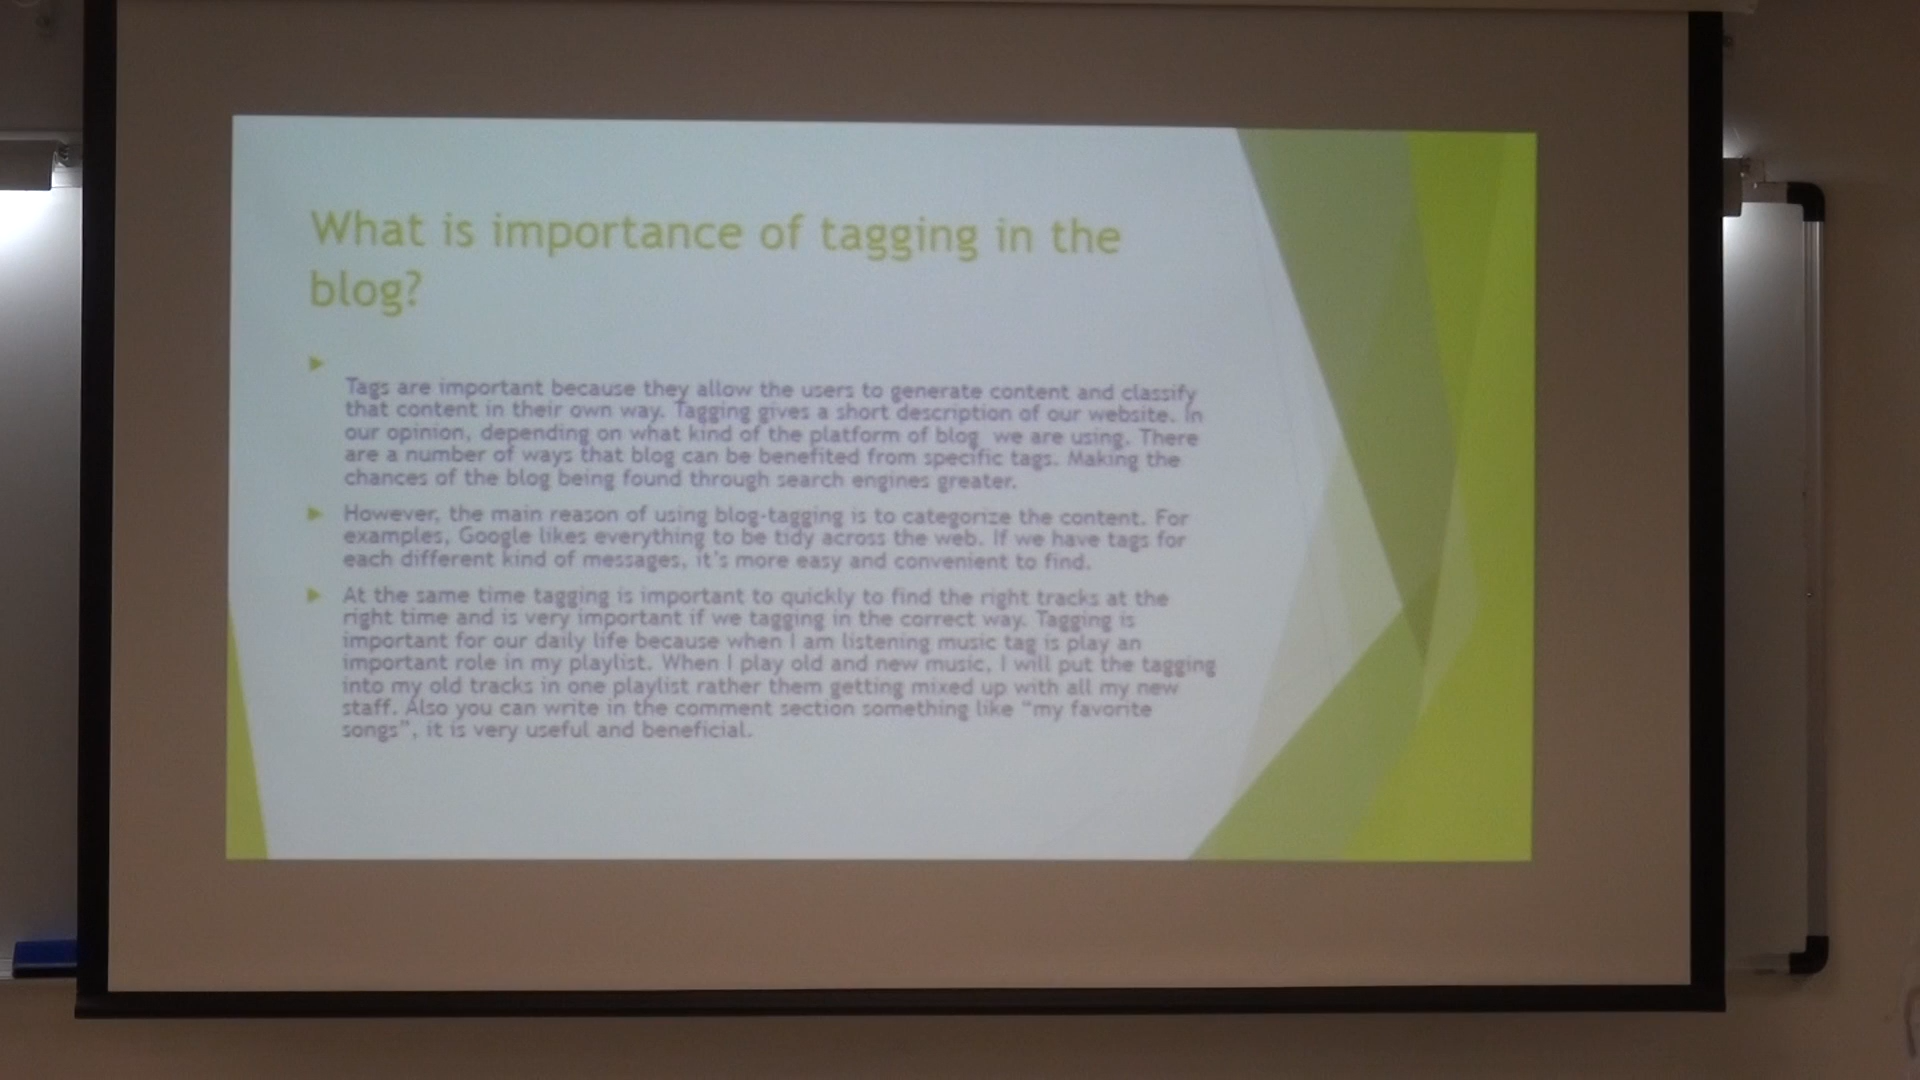 What is importance of tagging in the
blog?
Tags are important because they allow the users to generate content and classify
that content in their own way. Tagging gives a short description of our website. In
our opinion, depending on what kind of the platform of blog we are using. There
are a number of ways that blog can be benefited from specific tags. Making the
chances of the blog being found through search engines greater.
However, the main reason of using blog-tagging is to categorize the content. For
examples, Google likes everything to be tidy across the web. If we have tags for
each different kind of messages, it's more easy and convenient to find.
At the same time tagging is important to quickly to find the right tracks at the
right time and is very important if we tagging in the correct way. Tagging is
important for our daily life because when I am listening music tag is play an
important role in my playlist. When I play old and new music, I will put the tagging
into my old tracks in one playlist rather them getting mixed up with all my new
staff. Also you can write in the comment section something like "my favorite
songs", it is very useful and beneficial.